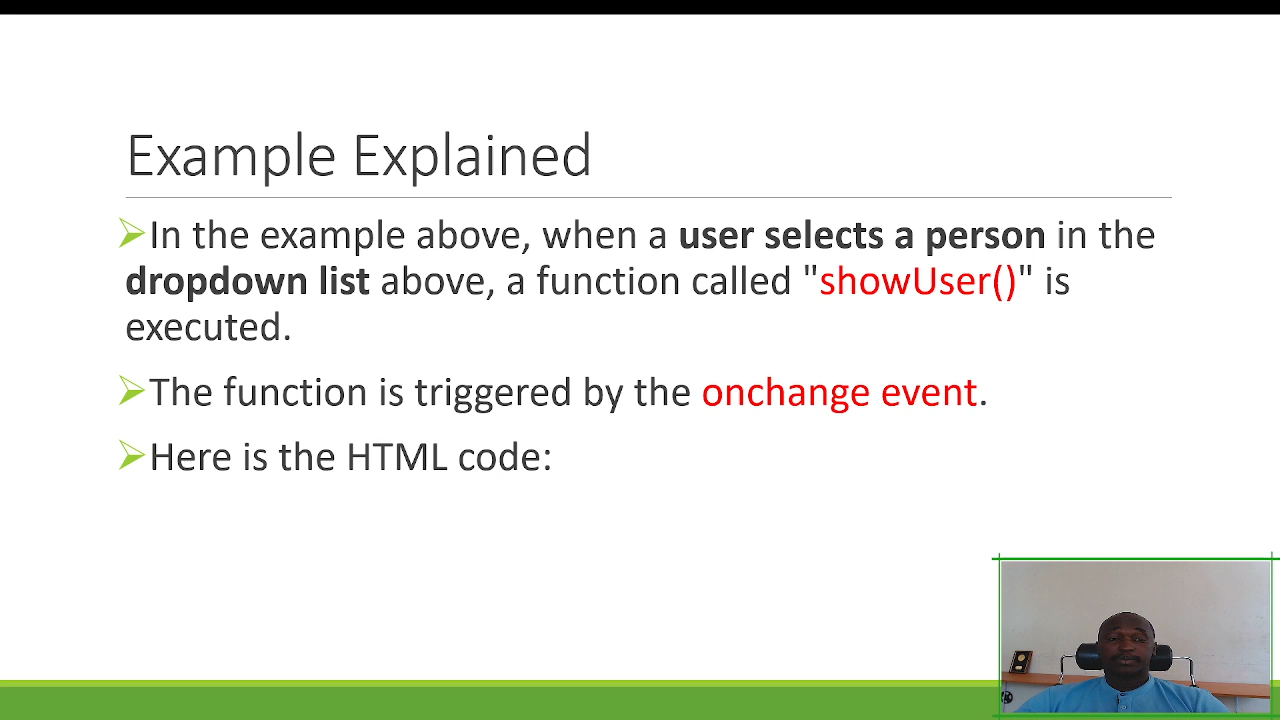 Example Explained
In the example above, when a user selects a person in the
dropdown list above, a function called "showUser()" is
executed.
The function is triggered by the onchange event.
Here is the HTML code: